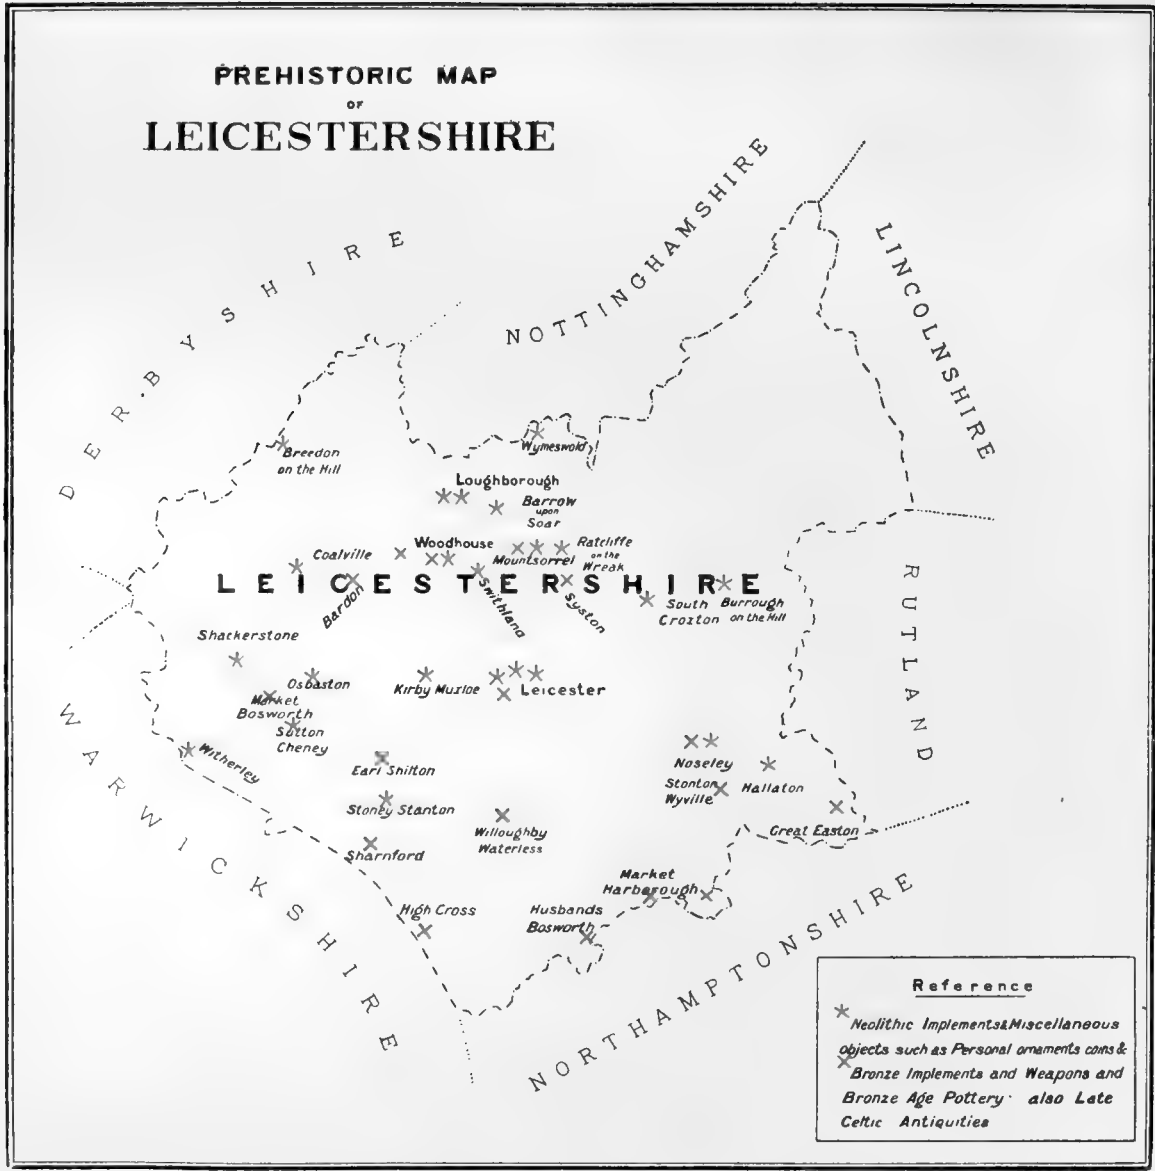 PREHISTORIC MAP
OF
LEICESTERSHIRE
DERBYSHIRE
NOTTINGHAMSHIRE
LINCOLNSHIRE
Wymeswold
Breedon
on the Hill
Loughborough
Barrow
upon
Soar
Coalville
Woodhouse
Mountsorrel
Ratcliffe
on the
Wreak
LEICESTERSHIRE
Bardon
Smithland
Syston
South
Croxton
Burrough
on the Hill
RUTLAND
Shackerstone
Osbaston
Kirby Muxloe
Leicester
Market
Bosworth
Sutton
Cheney
Witherley
Earl Shilton
Noseley
Stonton
Wyville
Hallaton
Stoney Stanton
Willoughby
Waterless
Great Easton
Sharnford
WARWICKSHIRE
Market
Harborough
High Cross
Husbands
Bosworth
NORTHAMPTONSHIRE
Reference
Neolithic Implements & Miscellaneous
objects such as Personal ornaments coins &
Bronze Implements and Weapons and
Bronze Age Pottery also Late
Celtic Antiquities